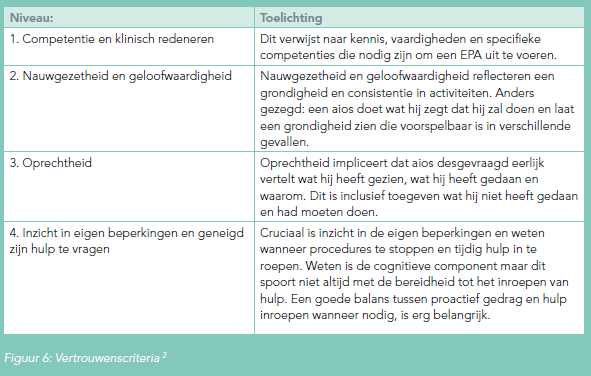 Niveau: Toelichting
1. Competentie en klinisch redeneren
Dit verwijst naar kennis, vaardigheden en specifieke
competenties die nodig zijn om een EPA uit te voeren.
2. Nauwgezetheid en geloofwaardigheid
Nauwgezetheid en geloofwaardigheid reflecteren een
grondigheid en consistentie in activiteiten. Anders
gezegd: een aios doet wat hij zegt dat hij zal doen en laat
een grondigheid zien die voorspelbaar is in verschillende
gevallen.
3. Oprechtheid
Oprechtheid impliceert dat aios desgevraagd eerlijk
vertelt wat hij heeft gezien, wat hij heeft gedaan en
waarom. Dit is inclusief toegeven wat hij niet heeft gedaan
en had moeten doen.
4. Inzicht in eigen beperkingen en geneigd
zijn hulp te vragen
Cruciaal is inzicht in de eigen beperkingen en weten
wanneer procedures te stoppen en tijdig hulp in te
roepen. Weten is de cognitieve component maar dit
spoort niet altijd met de bereidheid tot het inroepen van
hulp. Een goede balans tussen proactief gedrag en hulp
inroepen wanneer nodig, is erg belangrijk.
Figuur 6: Vertrouwenscriteria 2